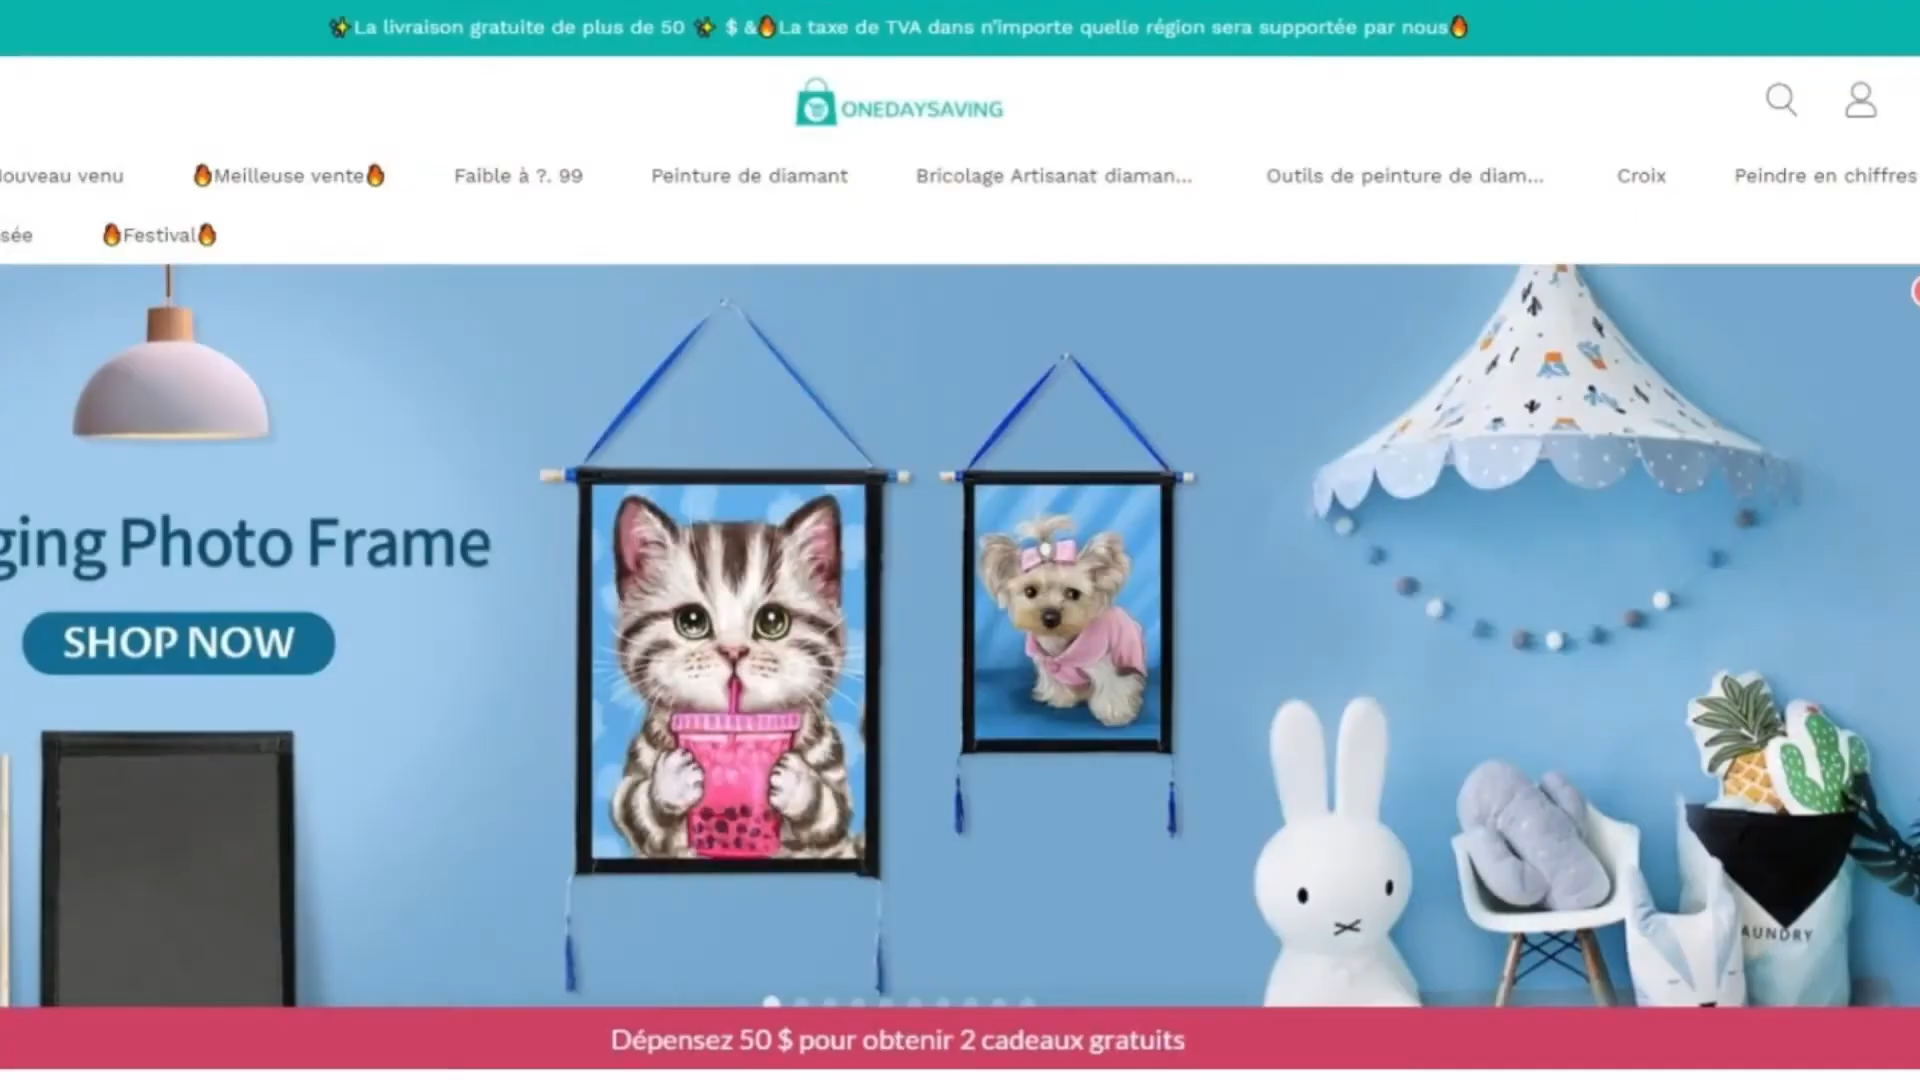 ✨La livraison gratuite de plus de 50 ✨ $ &🔥La taxe de TVA dans n'importe quelle région sera supportée par nous🔥
ONEDAYSAVING
ouveau venu 🔥Meilleuse vente🔥 Faible à ?. 99 Peinture de diamant Bricolage Artisanat diaman... Outils de peinture de diam... Croix Peindre en chiffres
sée 🔥Festival🔥
ging Photo Frame
SHOP NOW
AUNDRY
Dépensez 50 $ pour obtenir 2 cadeaux gratuits